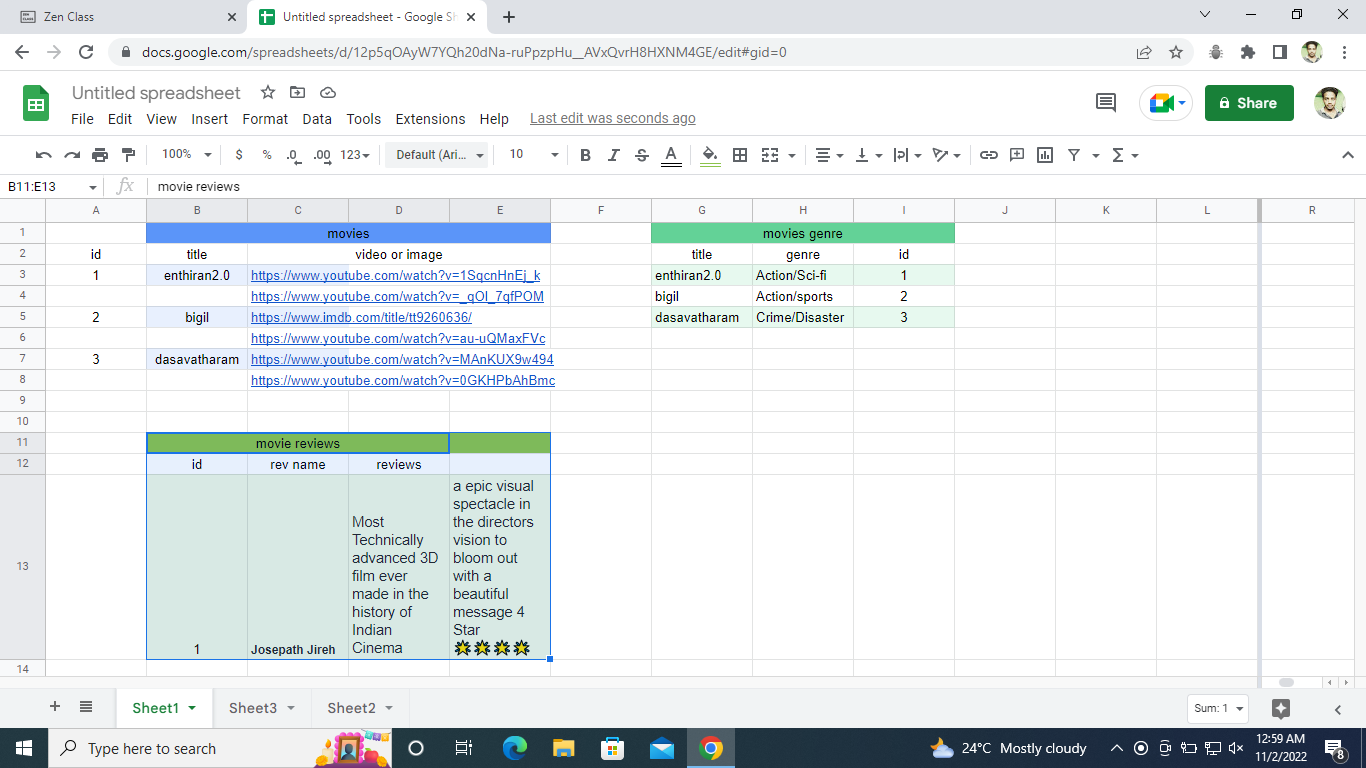 Zen Class
Untitled spreadsheet - Google Sh
docs.google.com/spreadsheets/d/12p5qOAyW7YQh20dNa-ruPpzpHu__AVxQvrH8HXNM4GE/edit#gid=0
Untitled spreadsheet
File Edit View Insert Format Data Tools Extensions Help Last edit was seconds ago
Share
100% $ % .0 .00 123 Default (Ari... 10 B I S A
B11:E13 fx movie reviews
A B C D E F G H I J K L R
1 movies movies genre
2 id title video or image title genre id
3 1 enthiran2.0 https://www.youtube.com/watch?v=1SqcnHnEj_k enthiran2.0 Action/Sci-fi 1
4 https://www.youtube.com/watch?v=_qOl_7qfPOM bigil Action/sports 2
5 2 bigil https://www.imdb.com/title/tt9260636/ dasavatharam Crime/Disaster 3
6 https://www.youtube.com/watch?v=au-uQMaxFVc
7 3 dasavatharam https://www.youtube.com/watch?v=MAnKUX9w494
8 https://www.youtube.com/watch?v=0GKHPbAhBmc
9
10
11 movie reviews
12 id rev name reviews
13
1
Josepath Jireh
Most
Technically
advanced 3D
film ever
made in the
history of
Indian
Cinema
a epic visual
spectacle in
the directors
vision to
bloom out
with a
beautiful
message 4
Star
14
Sheet1 Sheet3 Sheet2 Sum: 1
Type here to search
24°C Mostly cloudy
12:59 AM
11/2/2022
8